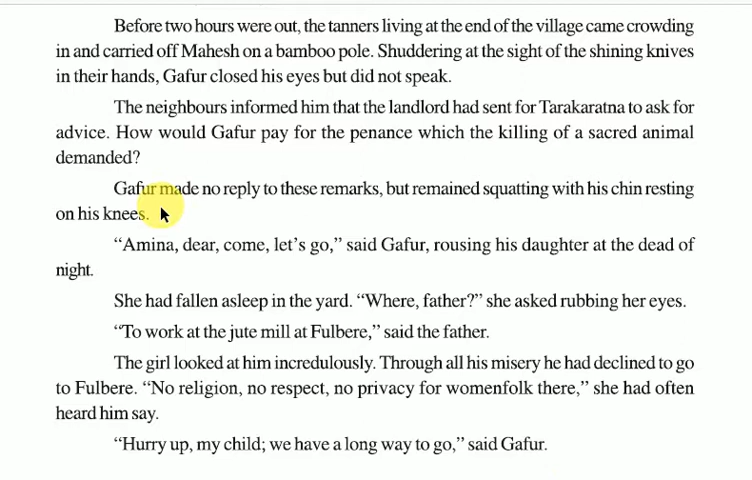 Before two hours were out, the tanners living at the end of the village came crowding
in and carried off Mahesh on a bamboo pole. Shuddering at the sight of the shining knives
in their hands, Gafur closed his eyes but did not speak.
The neighbours informed him that the landlord had sent for Tarakaratna to ask for
advice. How would Gafur pay for the penance which the killing of a sacred animal
demanded?
Gafur made no reply to these remarks, but remained squatting with his chin resting
on his knees.
“Amina, dear, come, let’s go,” said Gafur, rousing his daughter at the dead of
night.
She had fallen asleep in the yard. “Where, father?” she asked rubbing her eyes.
“To work at the jute mill at Fulbere,” said the father.
The girl looked at him incredulously. Through all his misery he had declined to go
to Fulbere. “No religion, no respect, no privacy for womenfolk there,” she had often
heard him say.
“Hurry up, my child; we have a long way to go,” said Gafur.